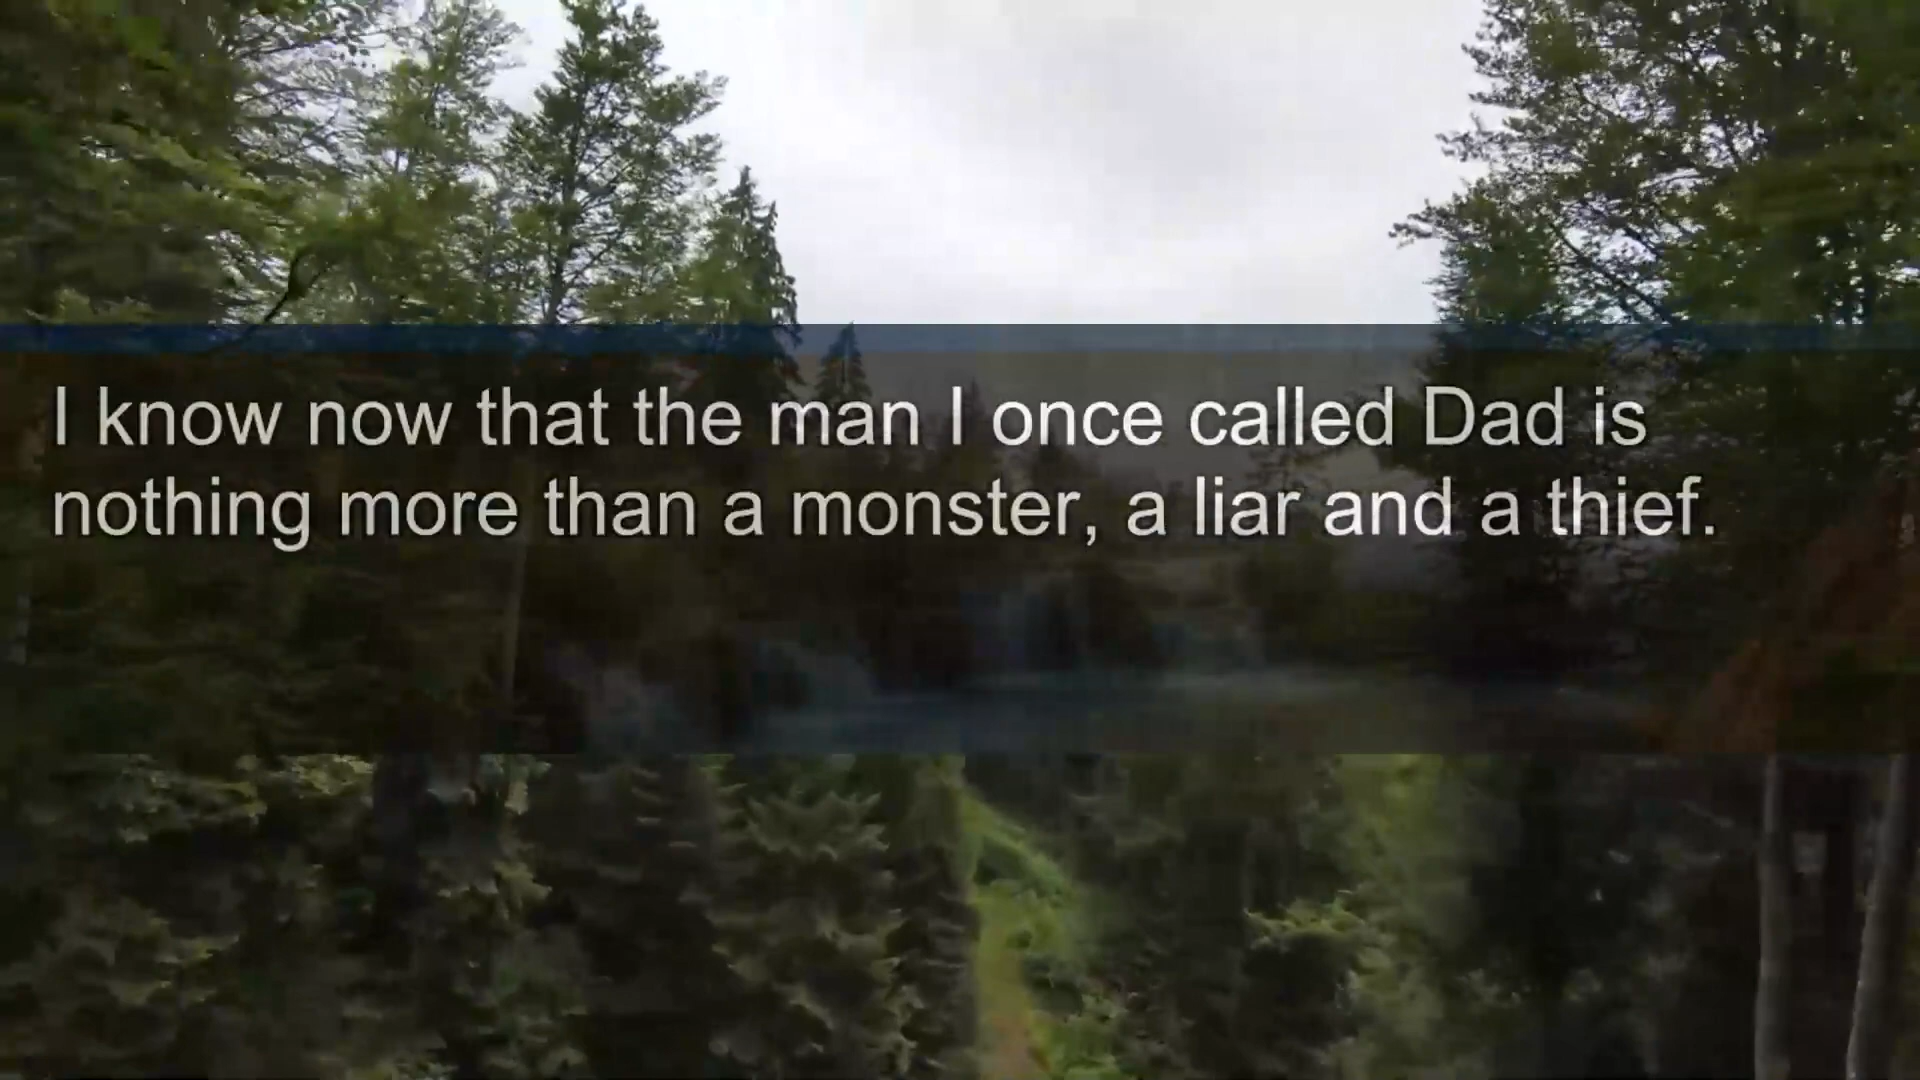 I know now that the man I once called Dad is
nothing more than a monster, a liar and a thief.